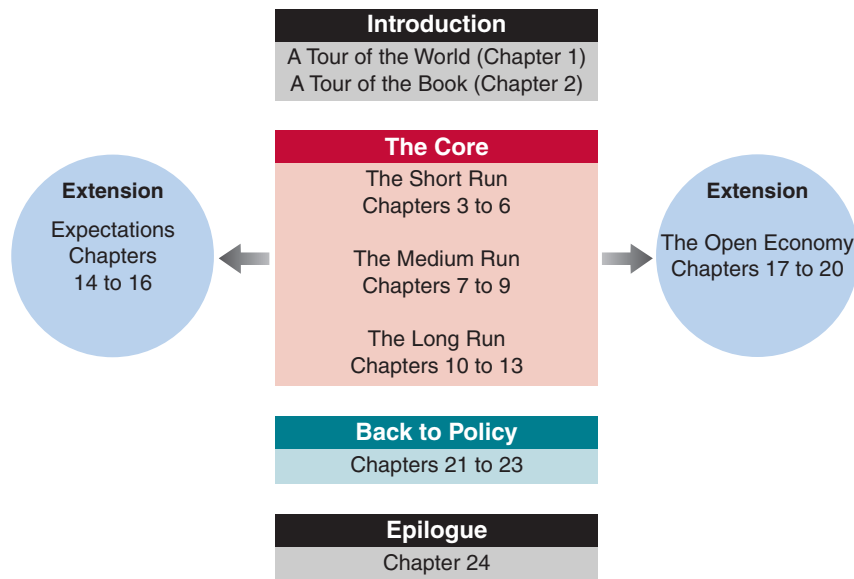 Introduction
A Tour of the World (Chapter 1)
A Tour of the Book (Chapter 2)
The Core
The Short Run
Chapters 3 to 6
The Medium Run
Chapters 7 to 9
The Long Run
Chapters 10 to 13
Extension
Expectations
Chapters
14 to 16
Extension
The Open Economy
Chapters 17 to 20
Back to Policy
Chapters 21 to 23
Epilogue
Chapter 24